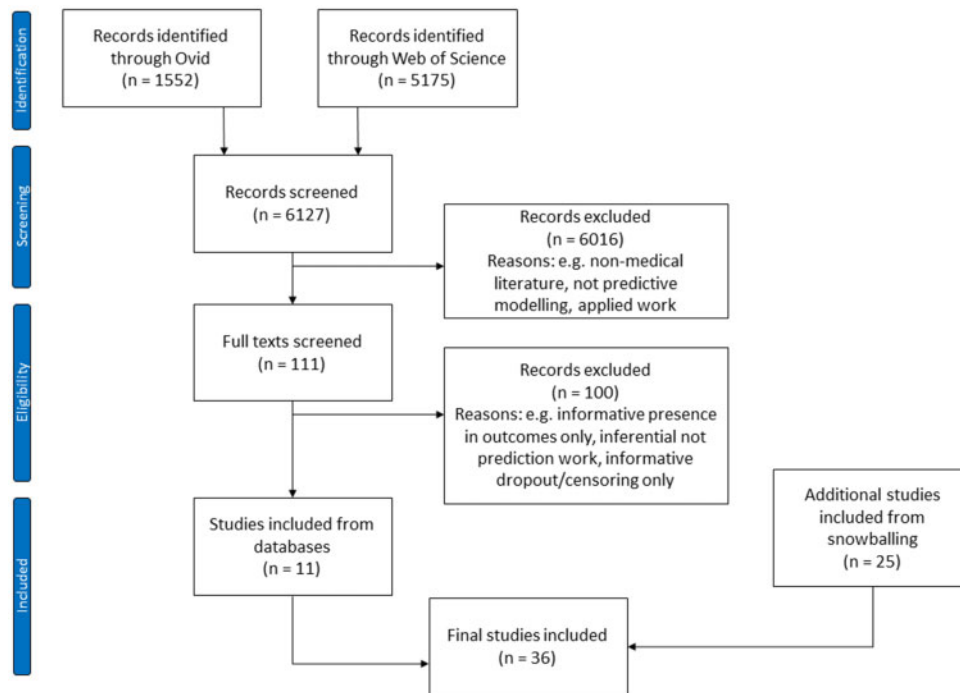 Identification
Records identified
through Ovid
(n = 1552)
Records identified
through Web of Science
(n = 5175)
Screening
Records screened
(n = 6127)
Records excluded
(n = 6016)
Reasons: e.g. non-medical
literature, not predictive
modelling, applied work
Eligibility
Full texts screened
(n = 111)
Records excluded
(n = 100)
Reasons: e.g. informative presence
in outcomes only, inferential not
prediction work, informative
dropout/censoring only
Included
Studies included from
databases
(n = 11)
Additional studies
included from
snowballing
(n = 25)
Final studies included
(n = 36)